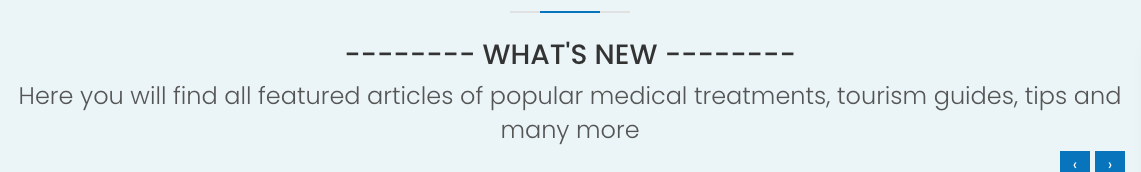 -------- WHAT'S NEW --------
Here you will find all featured articles of popular medical treatments, tourism guides, tips and
many more
‹ ›